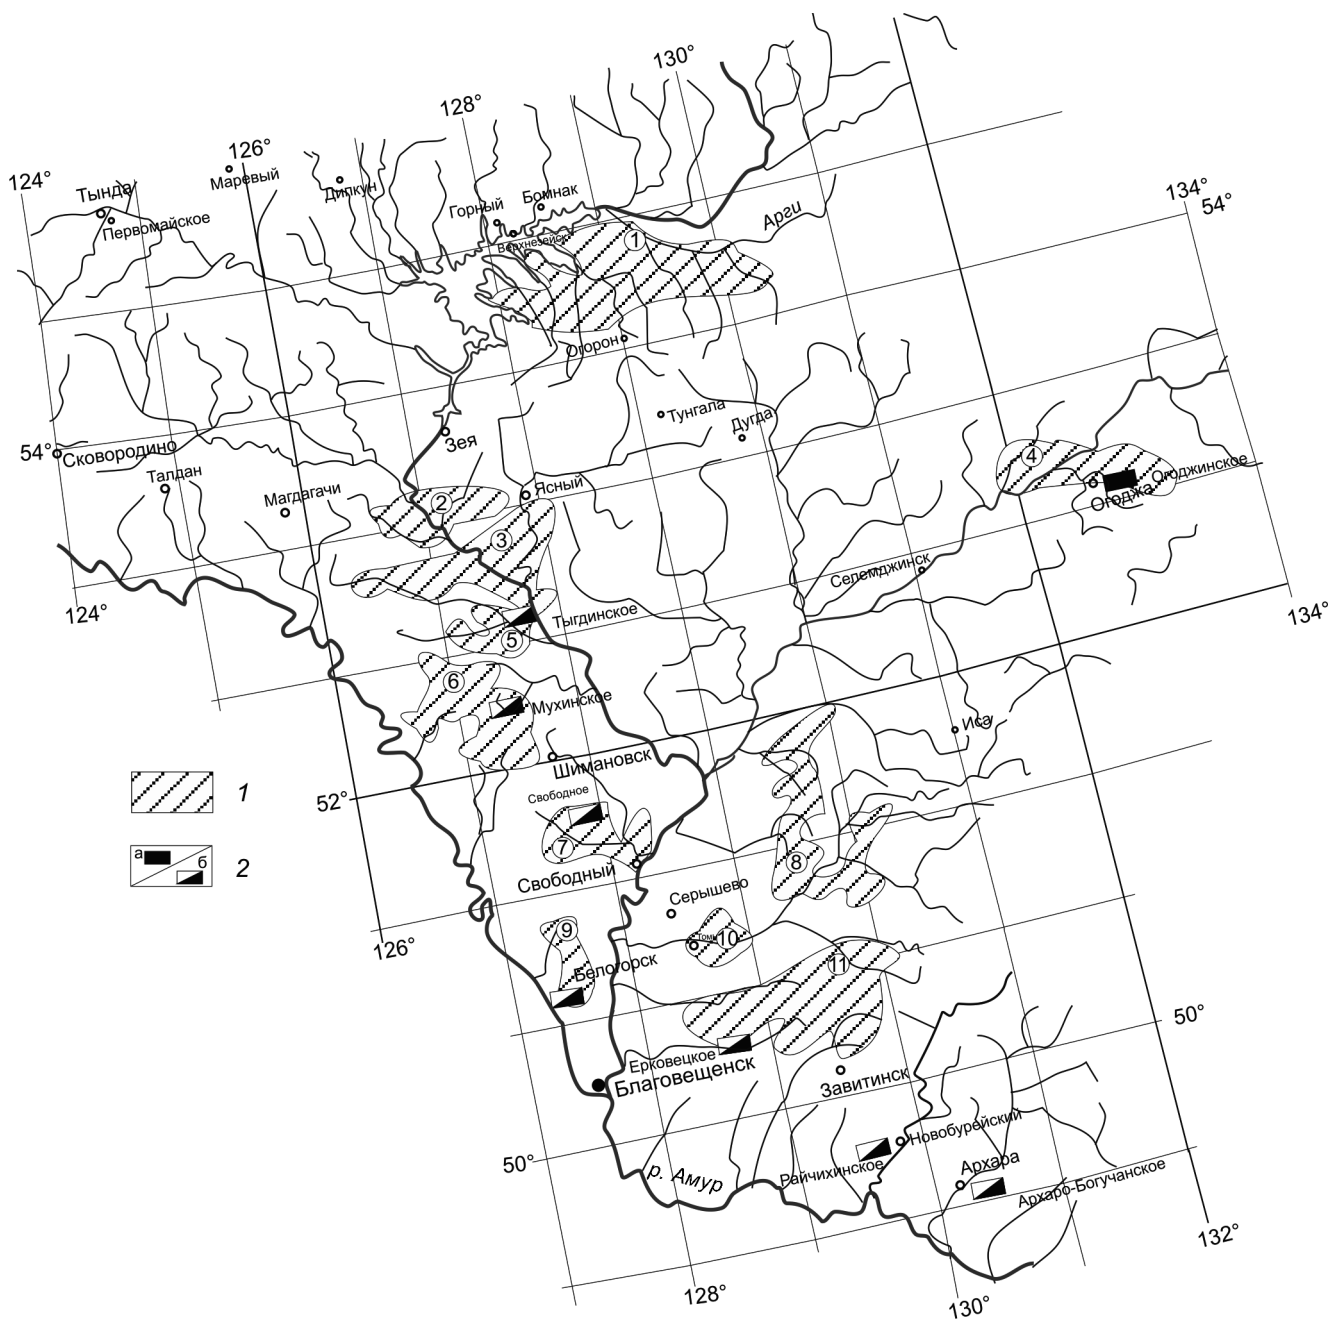 130°
128°
126°
124°
134°
54°
Маревый
Дипкун
Тында
Первомайское
Горный
Бомнак
Верхнезейск
Арги
1
Огорон
Тунгала
Дугда
54°
Сковородино
Зея
Талдан
Магдагачи
Ясный
4
Огоджинское
Огоджа
2
3
Селемджинск
124°
134°
Тыгдинское
5
6
Мухинское
Иса
Шимановск
1
52°
Свободное
7
8
а
б
2
Свободный
Серышево
9
Том
10
126°
Белогорск
11
50°
Ерковецкое
Благовещенск
Завитинск
Новобурейский
50°
р. Амур
Райчихинское
Архара
Архаро-Богучанское
132°
128°
130°